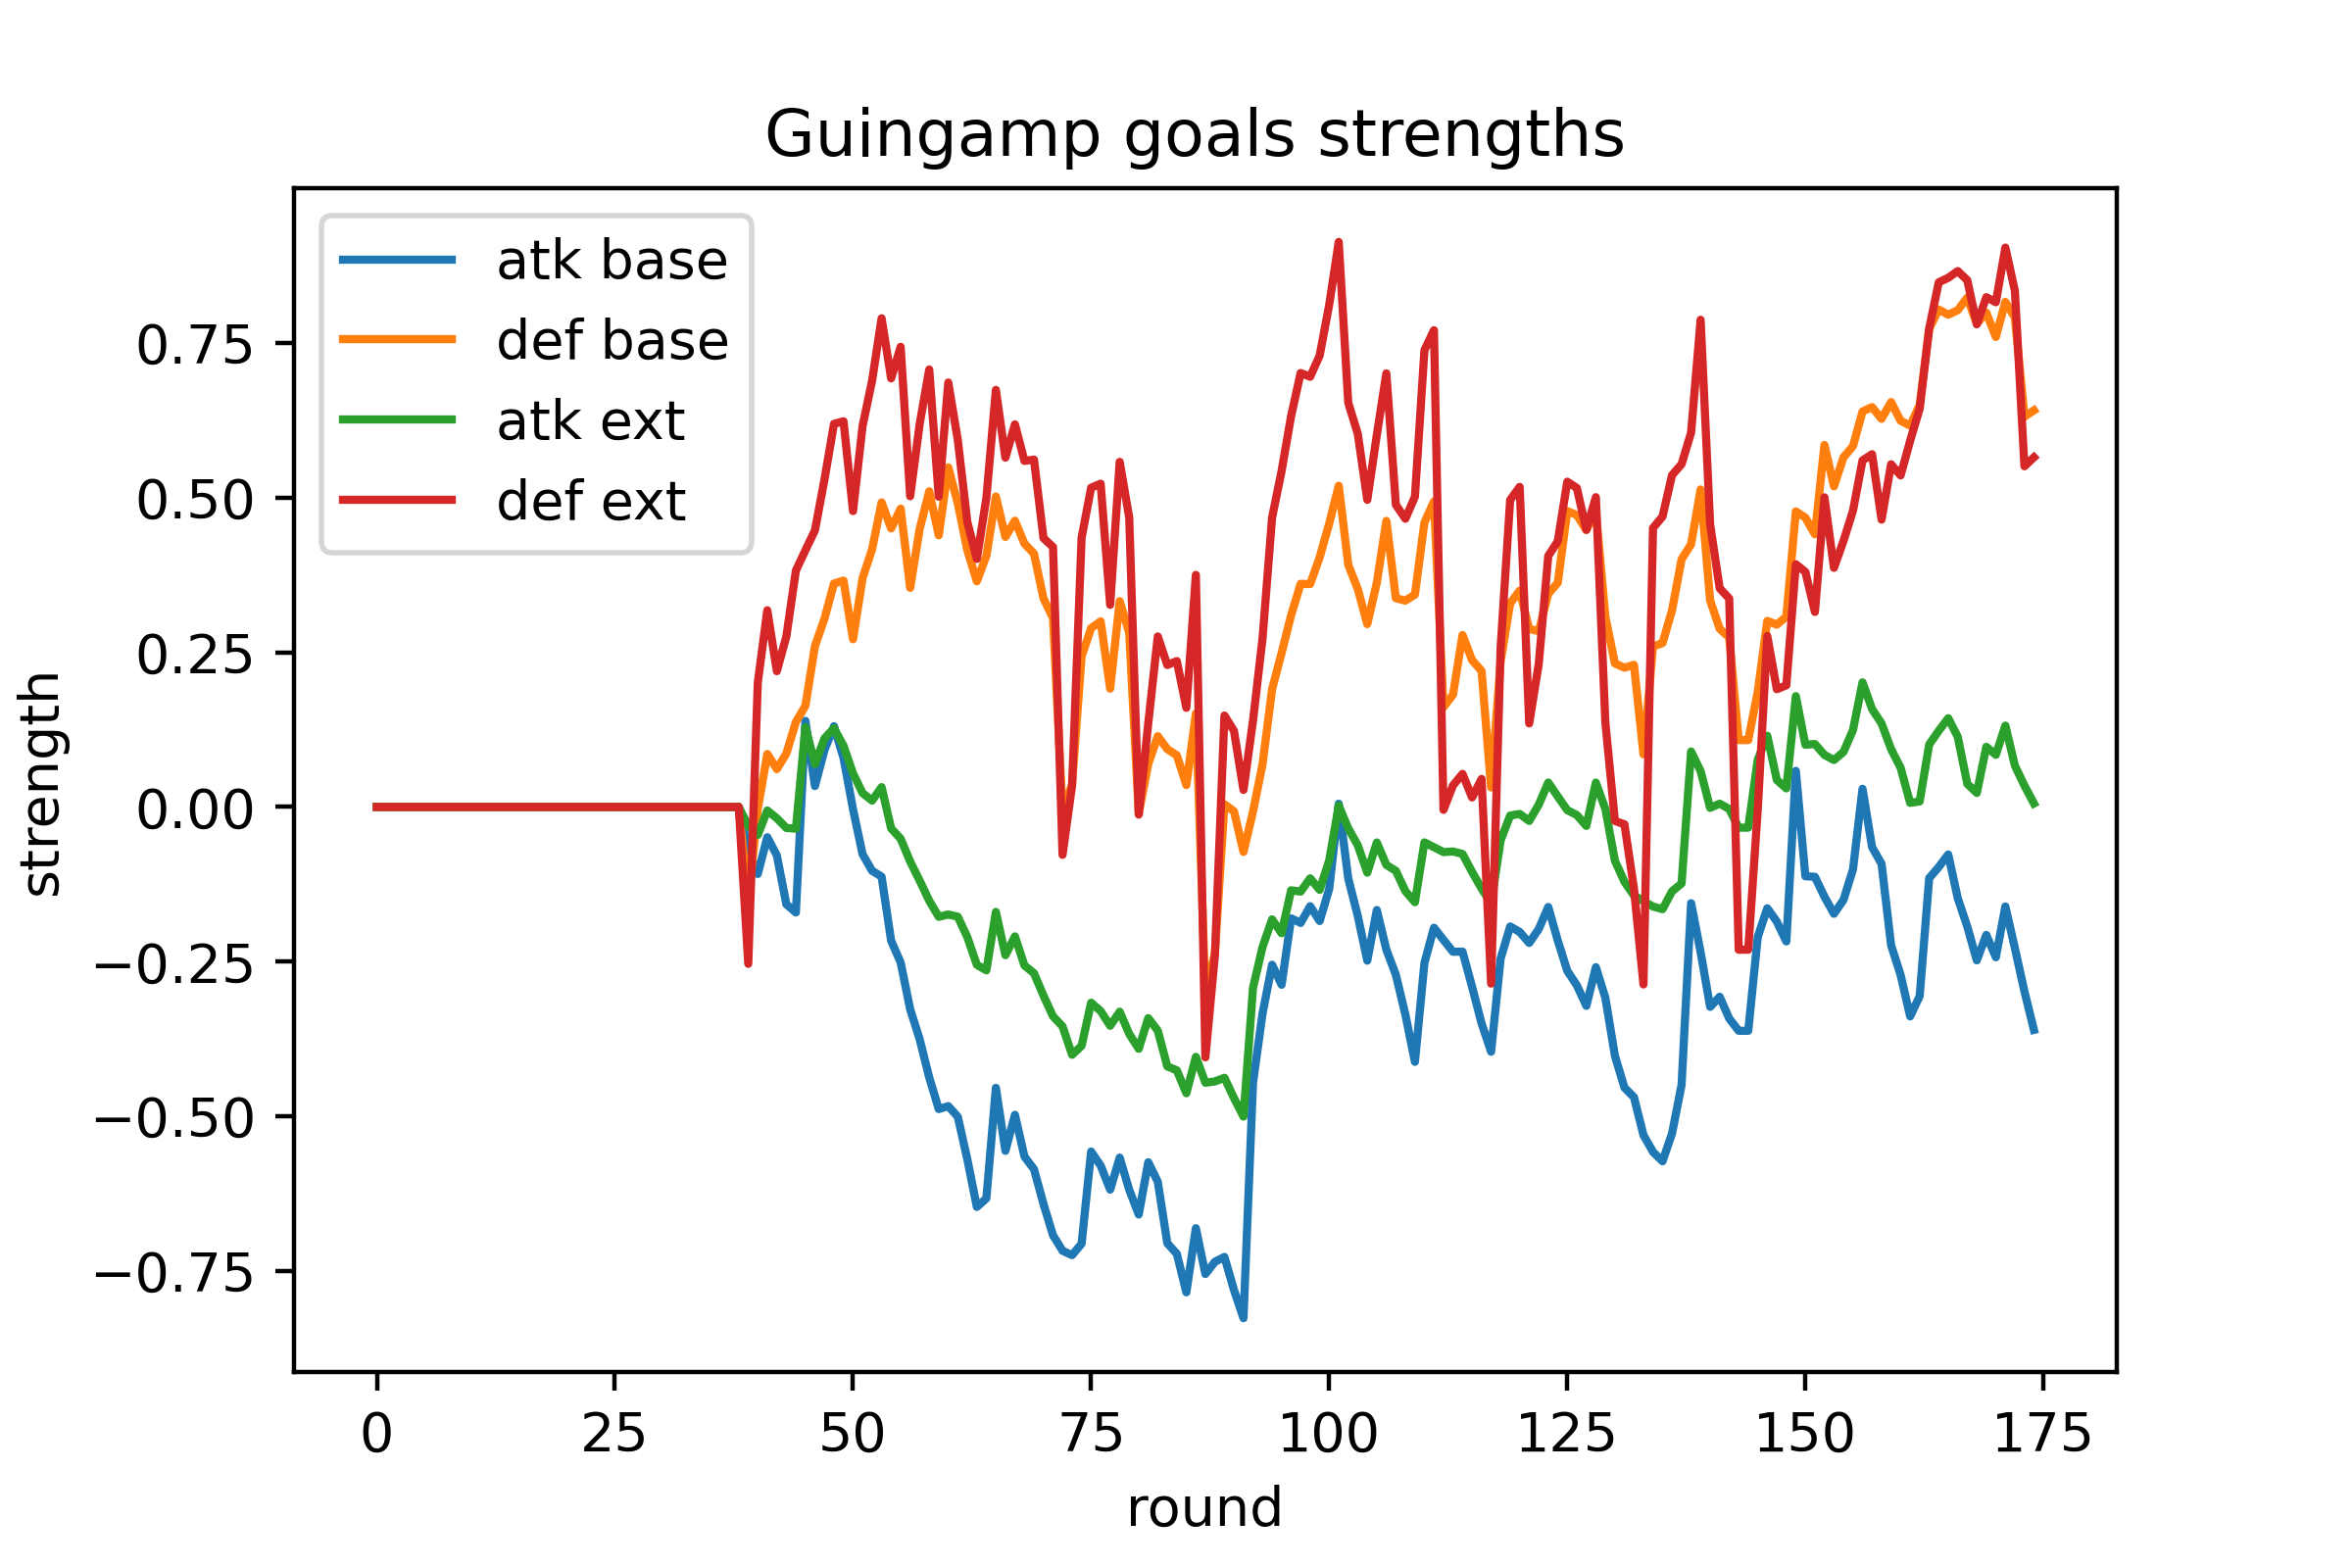 Guingamp goals strengths
atk base
def base
atk ext
def ext
0.75
0.50
0.25
0.00
−0.25
−0.50
−0.75
strength
0
25
50
75
100
125
150
175
round